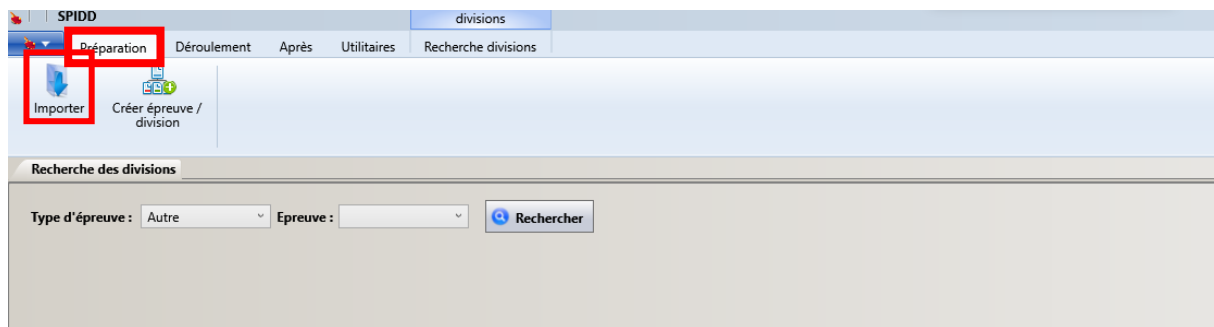 SPIDD divisions
Préparation Déroulement Après Utilitaires Recherche divisions
Importer Créer épreuve /
division
Recherche des divisions
Type d'épreuve : Autre Epreuve : Rechercher